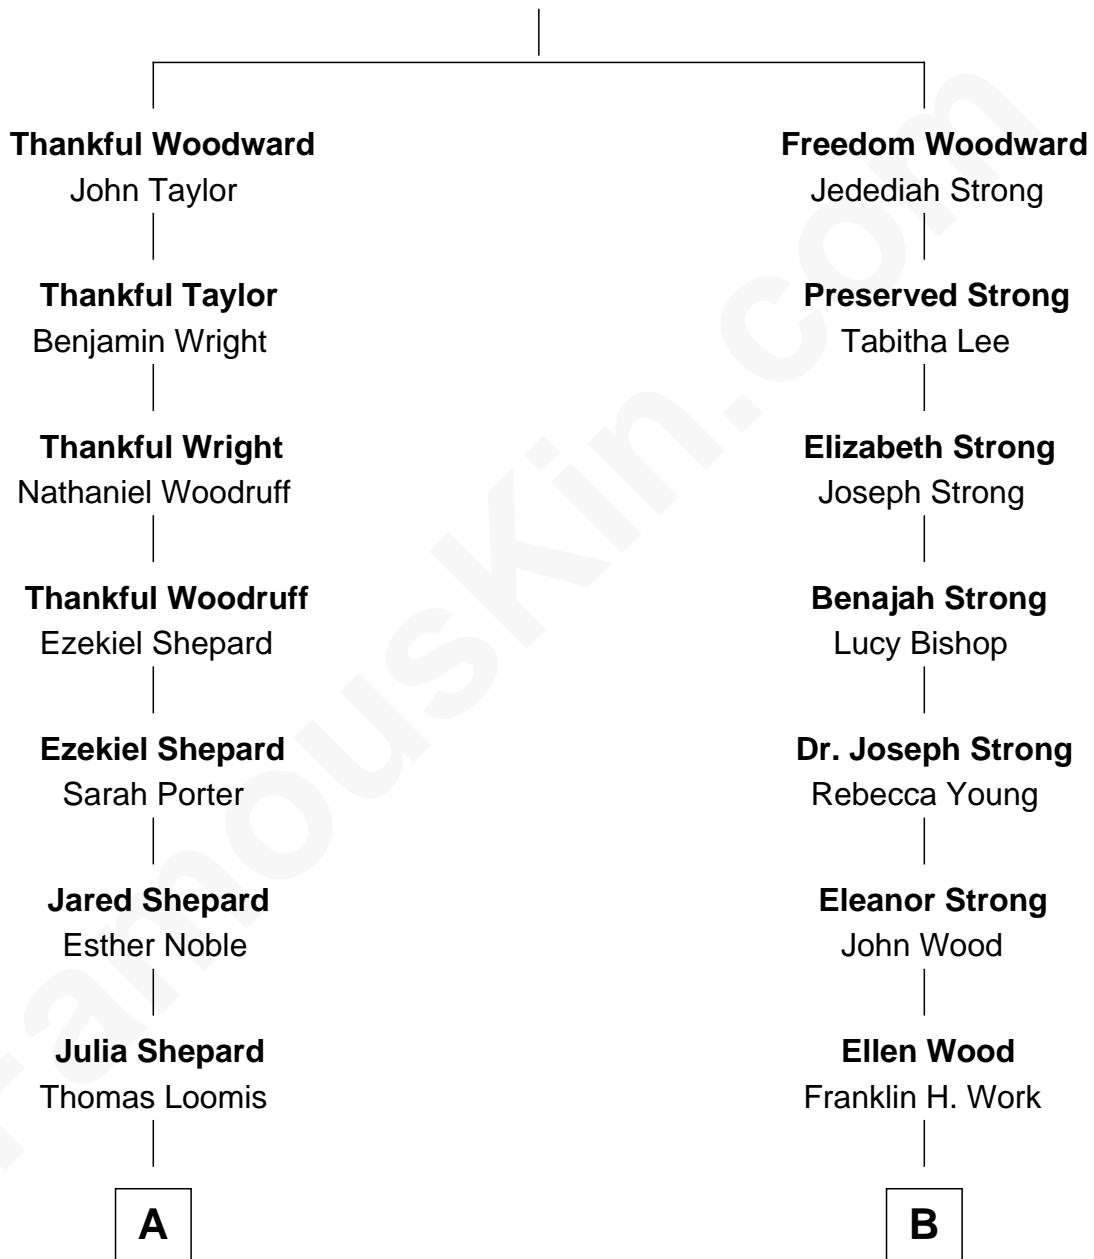 Thankful Woodward
John Taylor
Thankful Taylor
Benjamin Wright
Thankful Wright
Nathaniel Woodruff
Thankful Woodruff
Ezekiel Shepard
Ezekiel Shepard
Sarah Porter
Jared Shepard
Esther Noble
Julia Shepard
Thomas Loomis
A
Freedom Woodward
Jedediah Strong
Preserved Strong
Tabitha Lee
Elizabeth Strong
Joseph Strong
Benajah Strong
Lucy Bishop
Dr. Joseph Strong
Rebecca Young
Eleanor Strong
John Wood
Ellen Wood
Franklin H. Work
B
FamousKin.com